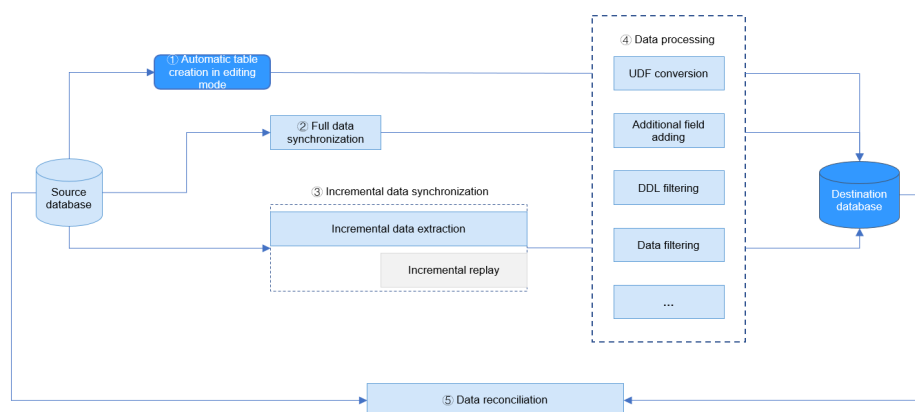 ④ Data processing
① Automatic table
creation in editing
mode
UDF conversion
② Full data
synchronization
Additional field
adding
③ Incremental data synchronization
Source
database
DDL filtering
Destination
database
Incremental data extraction
Data filtering
Incremental replay
...
⑤ Data reconciliation